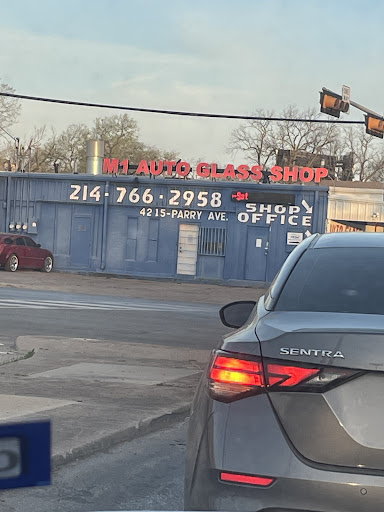 M1 AUTO GLASS SHOP
214-766-2958
4215-PARRY AVE.
SHOP
OFFICE
SENTRA